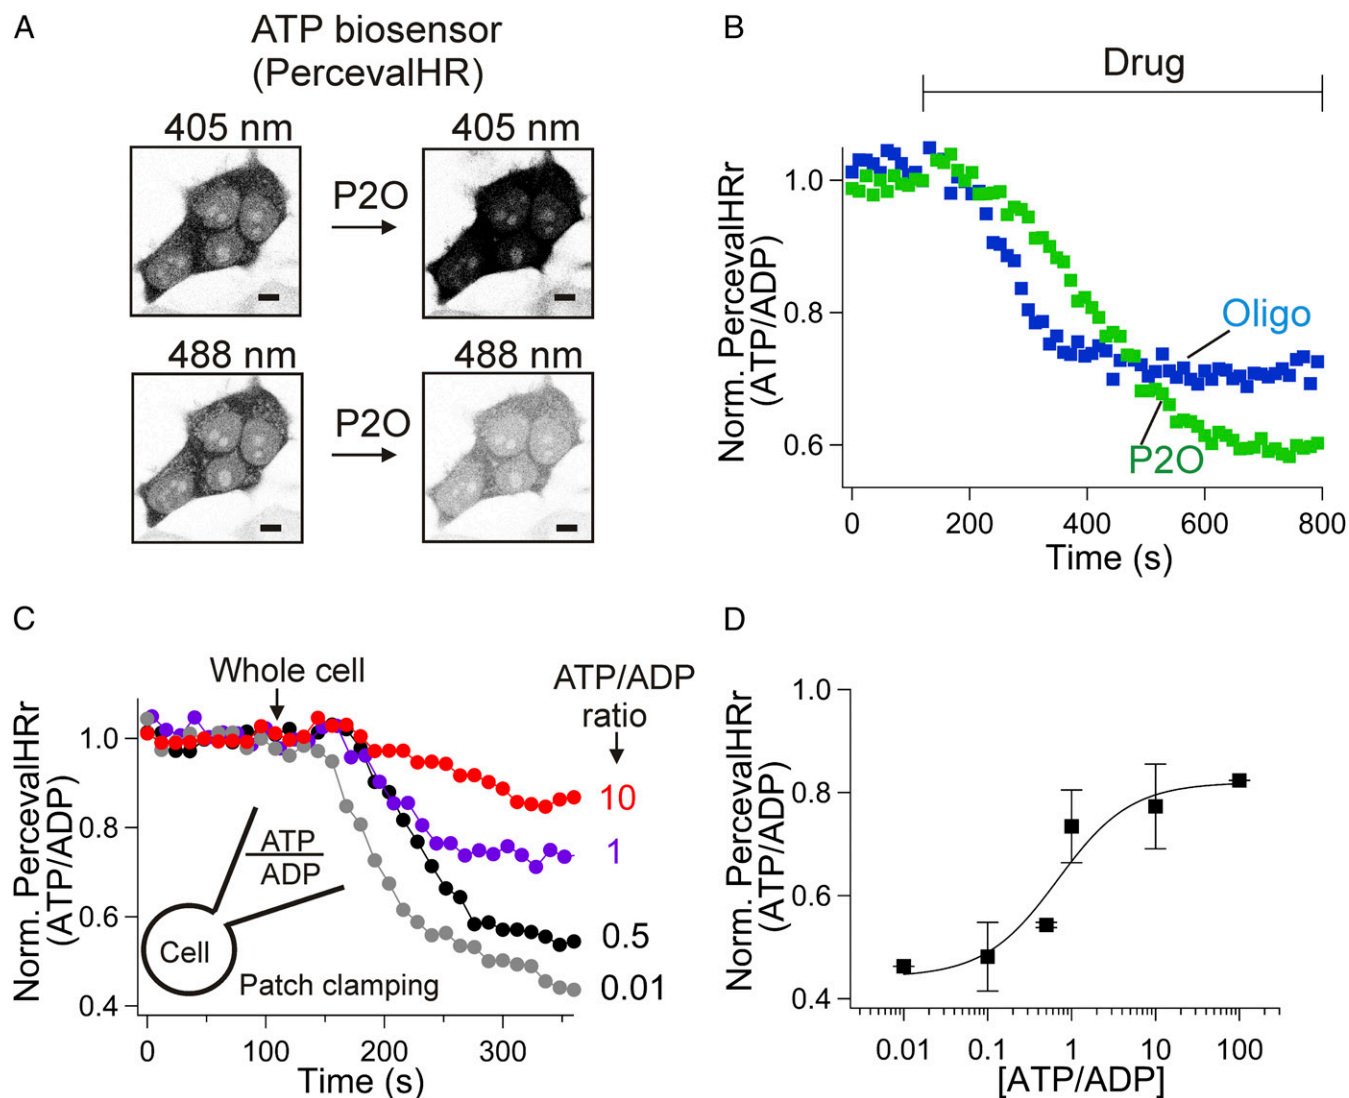 A
ATP biosensor
(PercevalHR)
405 nm
405 nm
P2O
488 nm
488 nm
P2O
B
Drug
Norm. PercevalHRr
(ATP/ADP)
1.0
0.8
0.6
Oligo
P2O
0
200
400
600
800
Time (s)
C
Whole cell
ATP/ADP
ratio
Norm. PercevalHRr
(ATP/ADP)
1.0
0.8
0.6
0.4
10
1
0.5
0.01
ATP
ADP
Cell
Patch clamping
0
100
200
300
Time (s)
D
Norm. PercevalHRr
(ATP/ADP)
1.0
0.8
0.6
0.4
0.01
0.1
1
10
100
[ATP/ADP]